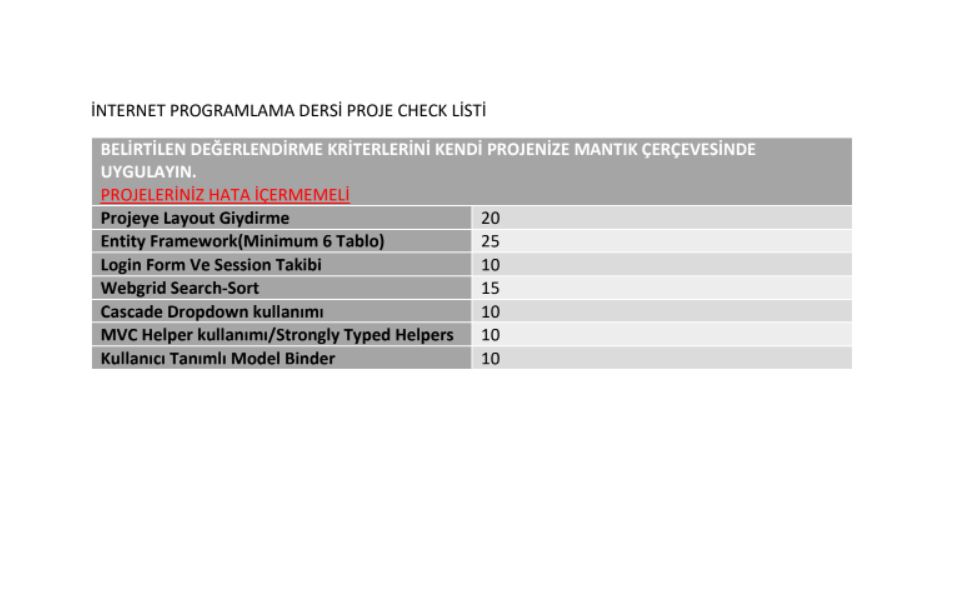 İNTERNET PROGRAMLAMA DERSİ PROJE CHECK LİSTİ
BELİRTİLEN DEĞERLENDİRME KRİTERLERİNİ KENDİ PROJENİZE MANTIK ÇERÇEVESİNDE
UYGULAYIN.
PROJELERİNİZ HATA İÇERMEMELİ
Projeye Layout Giydirme 20
Entity Framework(Minimum 6 Tablo) 25
Login Form Ve Session Takibi 10
Webgrid Search-Sort 15
Cascade Dropdown kullanımı 10
MVC Helper kullanımı/Strongly Typed Helpers 10
Kullanıcı Tanımlı Model Binder 10